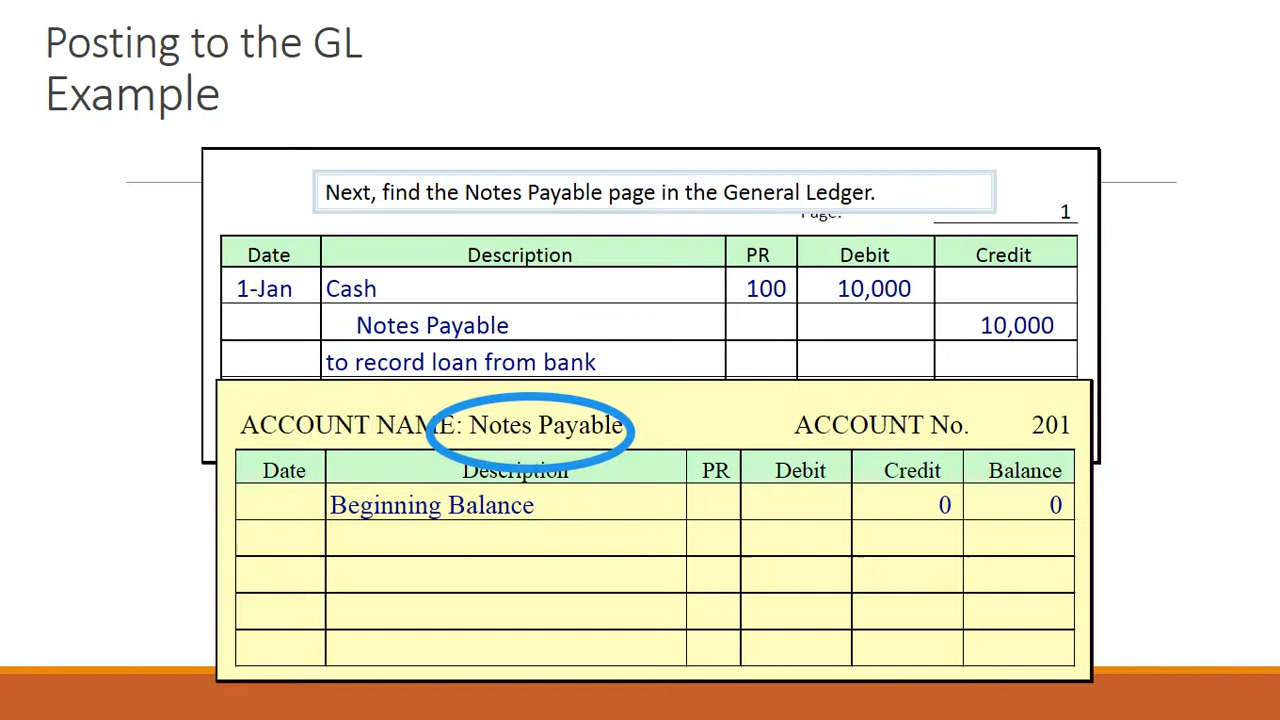 Posting to the GL
Example
Next, find the Notes Payable page in the General Ledger.
Page: 1
Date Description PR Debit Credit
1-Jan Cash 100 10,000
Notes Payable 10,000
to record loan from bank
ACCOUNT NAME: Notes Payable ACCOUNT No. 201
Date Description PR Debit Credit Balance
Beginning Balance 0 0